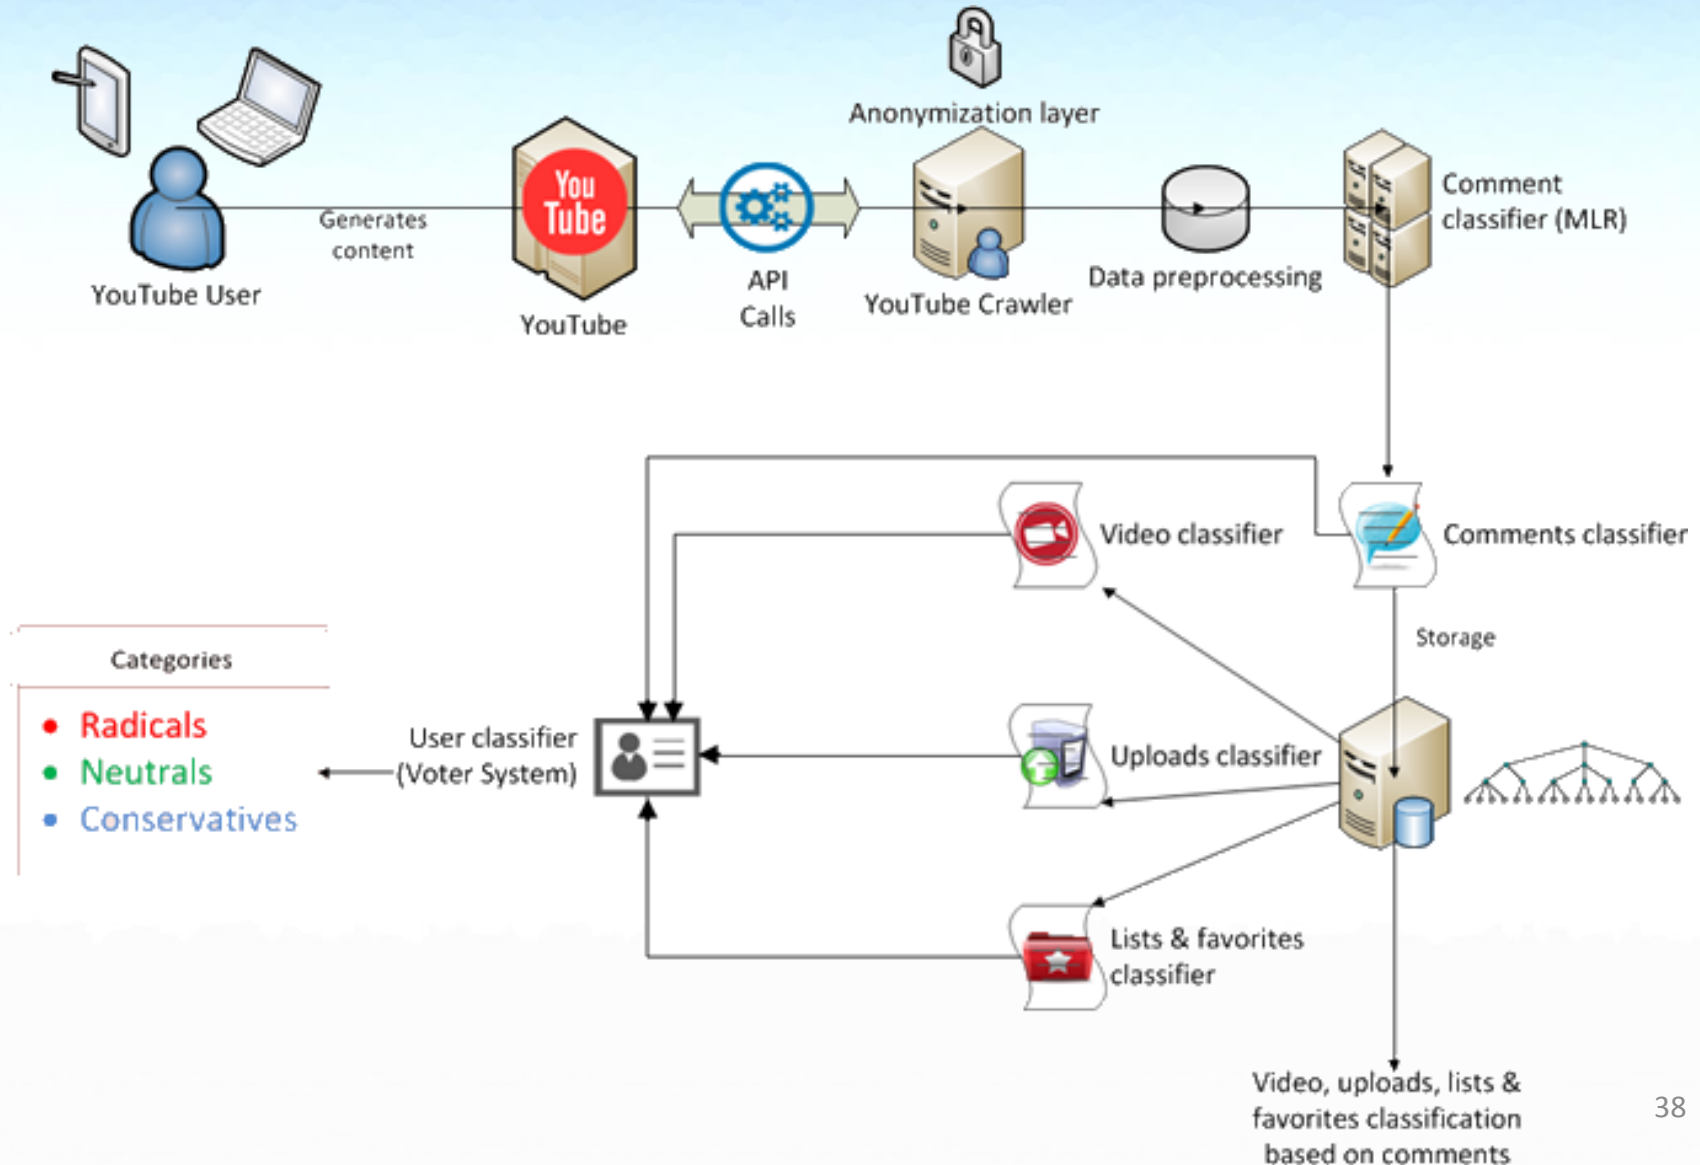 Anonymization layer
You
Tube
Generates
content
YouTube User
YouTube
API
Calls
YouTube Crawler
Data preprocessing
Comment
classifier (MLR)
Video classifier
Comments classifier
Storage
Categories
• Radicals
• Neutrals
• Conservatives
User classifier
(Voter System)
Uploads classifier
Lists & favorites
classifier
Video, uploads, lists &
favorites classification
based on comments
38